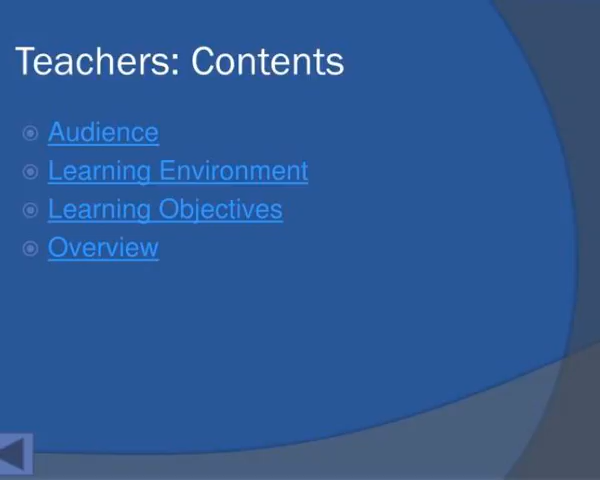 Teachers: Contents
Audience
Learning Environment
Learning Objectives
Overview